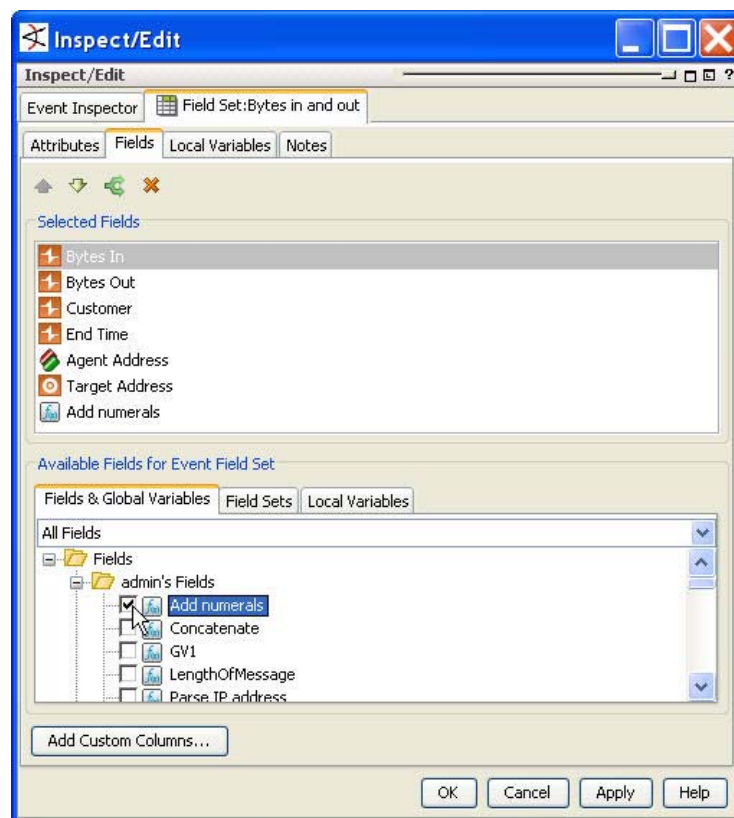 Inspect/Edit
Inspect/Edit ?
Event Inspector Field Set:Bytes in and out
Attributes Fields Local Variables Notes
Selected Fields
Bytes In
Bytes Out
Customer
End Time
Agent Address
Target Address
Add numerals
Available Fields for Event Field Set
Fields & Global Variables Field Sets Local Variables
All Fields
Fields
admin's Fields
Add numerals
Concatenate
GV1
LengthOfMessage
Parse IP address
Add Custom Columns...
OK Cancel Apply Help